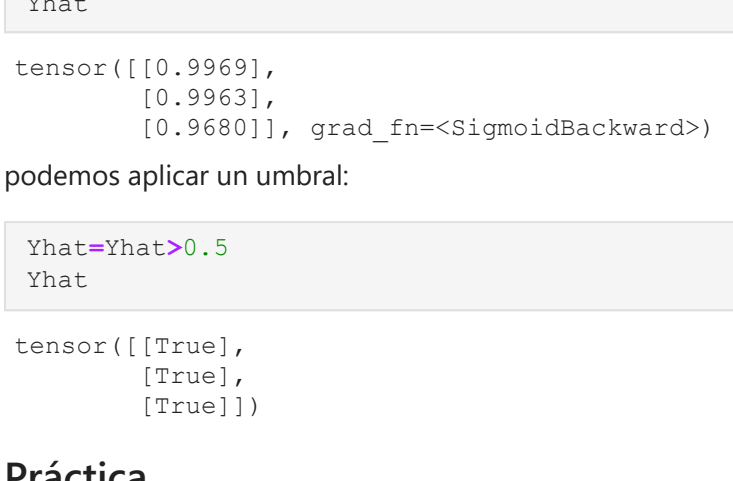 Yhat
tensor([[0.9969],
        [0.9963],
        [0.9680]], grad_fn=<SigmoidBackward>)
podemos aplicar un umbral:
Yhat=Yhat>0.5
Yhat
tensor([[True],
        [True],
        [True]])
Práctica